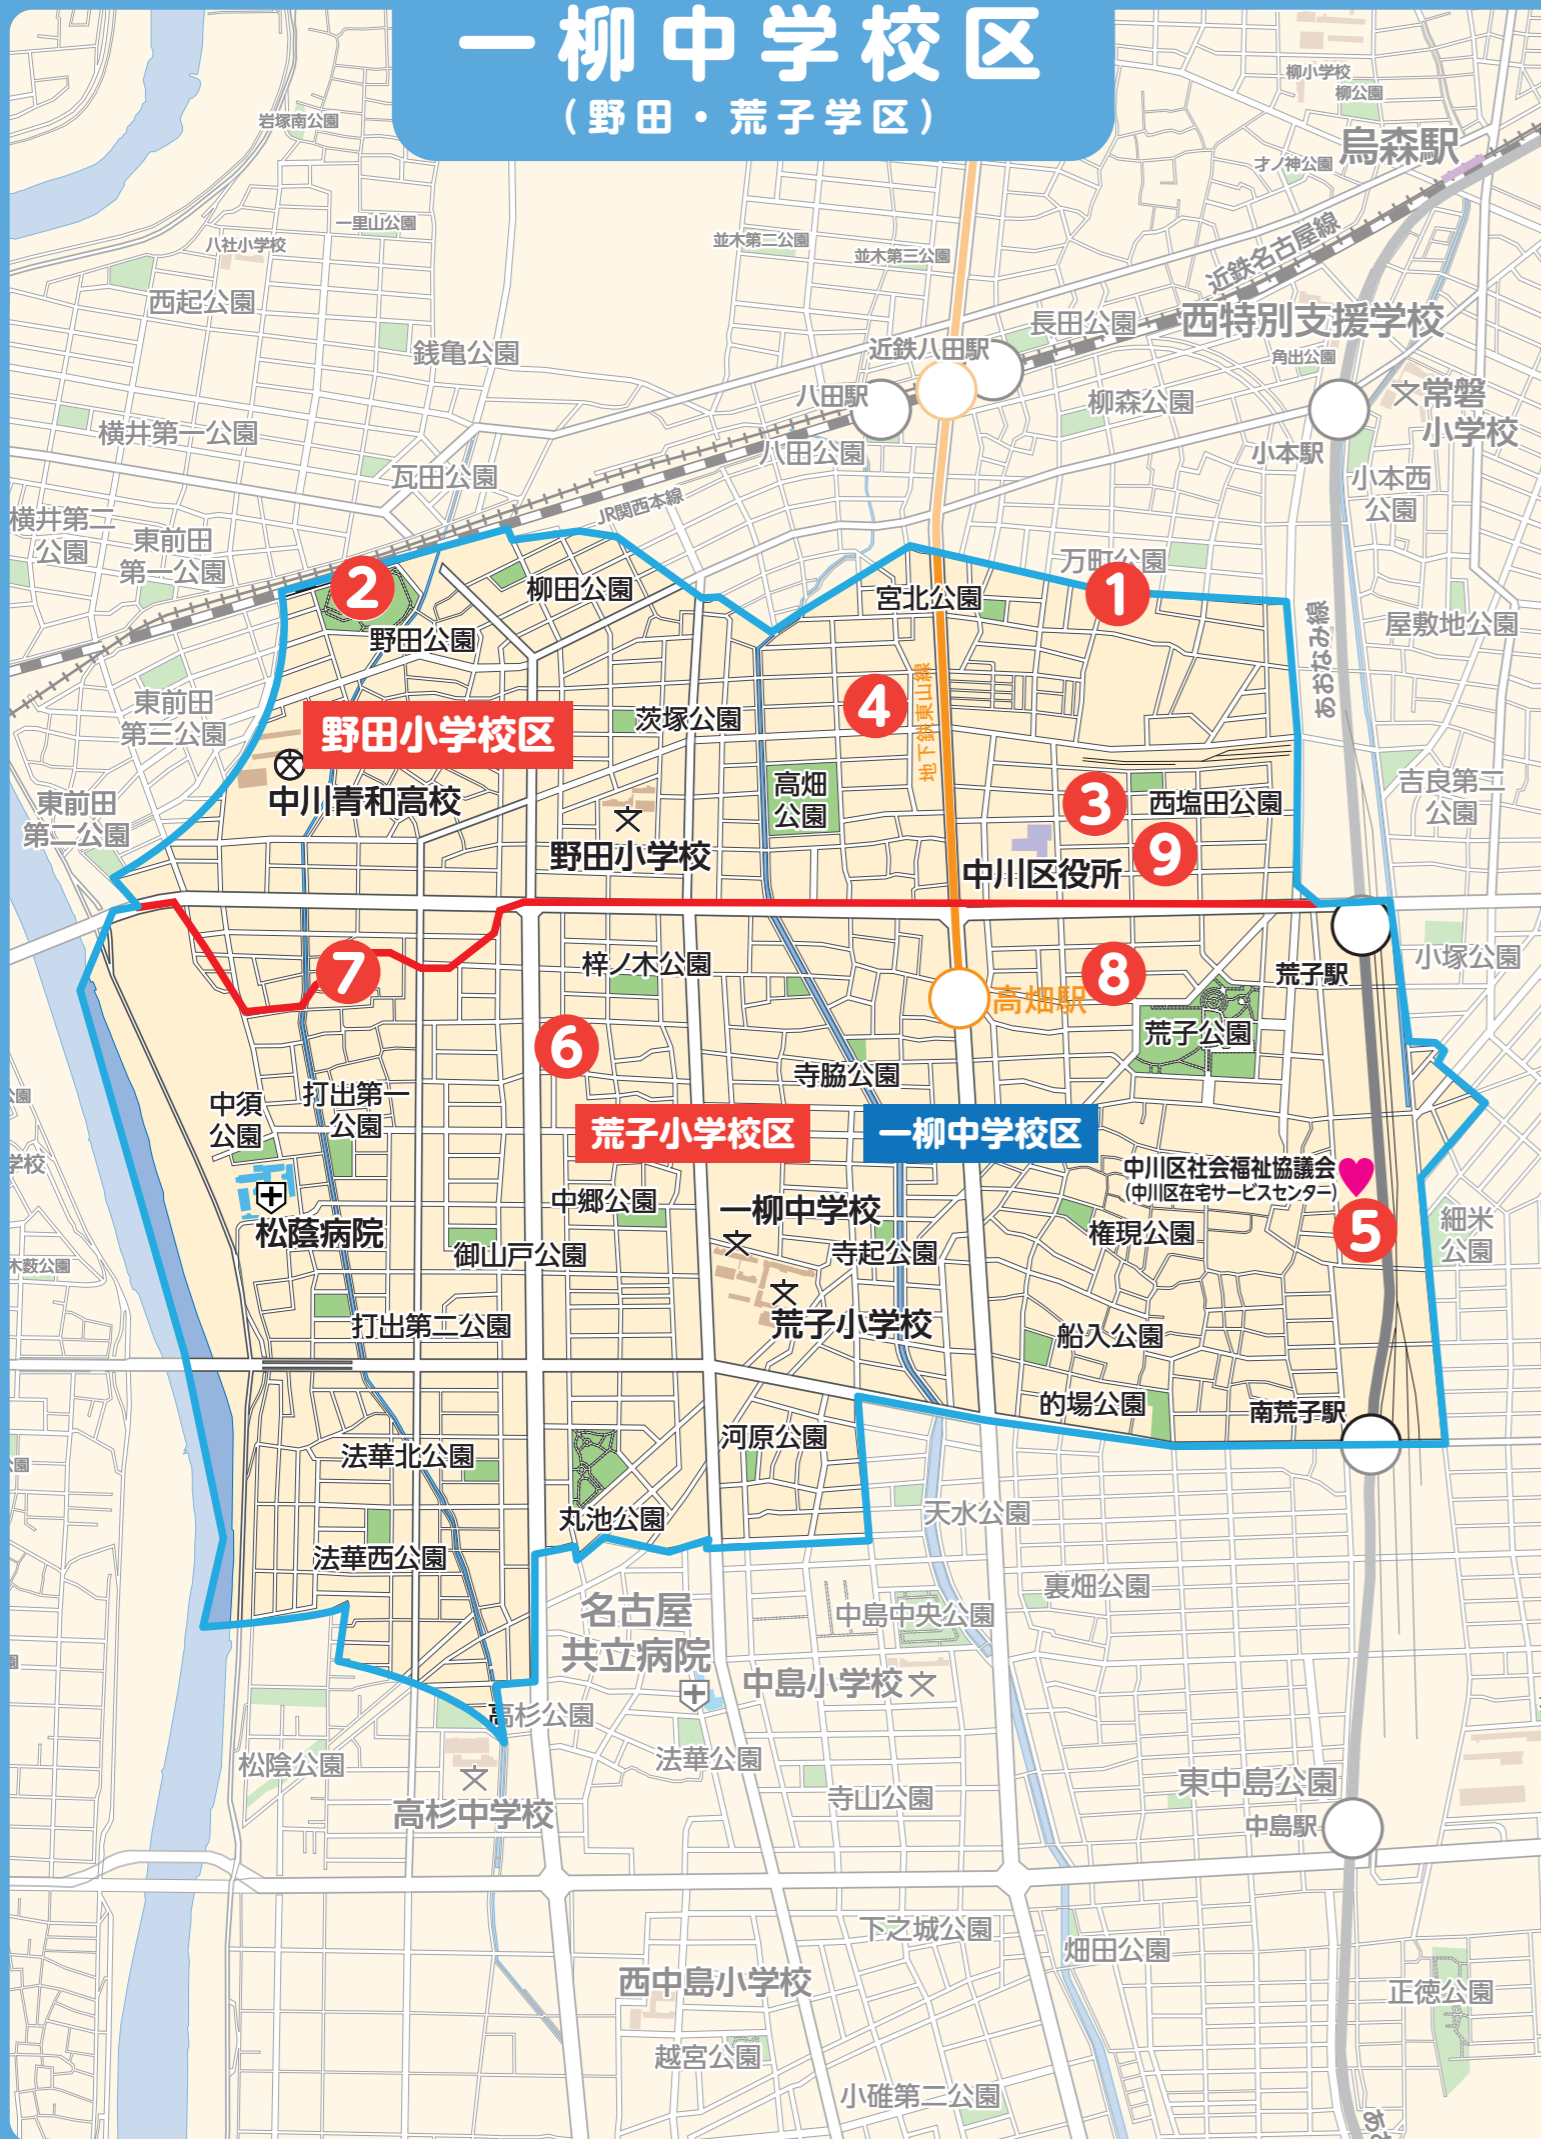 一柳中学校区
（野田・荒子学区）
柳小学校
柳公園
岩塚南公園
烏森駅
才ノ神公園
一里山公園
八社小学校
並木第二公園
並木第三公園
近鉄名古屋線
西起公園
長田公園
西特別支援学校
銭亀公園
近鉄八田駅
角出公園
八田駅
柳森公園
常磐
小学校
横井第一公園
八田公園
小本駅
瓦田公園
小本西
公園
JR関西本線
横井第二
公園
東前田
第一公園
万町公園
2
柳田公園
宮北公園
1
野田公園
屋敷地公園
あおなみ線
東前田
第三公園
野田小学校区
茨塚公園
4
地下鉄東山線
中川青和高校
高畑
公園
3
西塩田公園
吉良第二
公園
東前田
第二公園
野田小学校
中川区役所
9
7
梓ノ木公園
8
荒子駅
小塚公園
高畑駅
荒子公園
6
寺脇公園
中須
公園
打出第一
公園
公園
荒子小学校区
一柳中学校区
学校
中川区社会福祉協議会
（中川区在宅サービスセンター）
中郷公園
一柳中学校
5
細米
公園
松蔭病院
御山戸公園
寺起公園
権現公園
木薮公園
打出第二公園
荒子小学校
船入公園
的場公園
南荒子駅
法華北公園
河原公園
公園
丸池公園
天水公園
法華西公園
裏畑公園
名古屋
共立病院
中島中央公園
園
中島小学校
高杉公園
松陰公園
法華公園
東中島公園
高杉中学校
寺山公園
中島駅
下之城公園
畑田公園
西中島小学校
正徳公園
越宮公園
小碓第二公園
あお